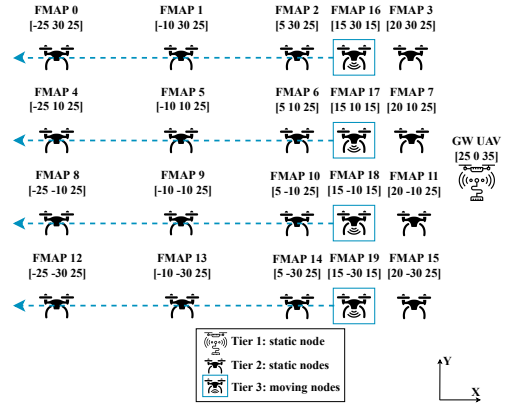 FMAP 0 FMAP 1 FMAP 2 FMAP 16 FMAP 3
[-25 30 25] [-10 30 25] [5 30 25] [15 30 15] [20 30 25]
FMAP 4 FMAP 5 FMAP 6 FMAP 17 FMAP 7
[-25 10 25] [-10 10 25] [5 10 25] [15 10 15] [20 10 25]
GW UAV
[25 0 35]
FMAP 8 FMAP 9 FMAP 10 FMAP 18 FMAP 11
[-25 -10 25] [-10 -10 25] [5 -10 25] [15 -10 15] [20 -10 25]
FMAP 12 FMAP 13 FMAP 14 FMAP 19 FMAP 15
[-25 -30 25] [-10 -30 25] [5 -30 25] [15 -30 15] [20 -30 25]
Tier 1: static node
Tier 2: static nodes
Tier 3: moving nodes
Y
X